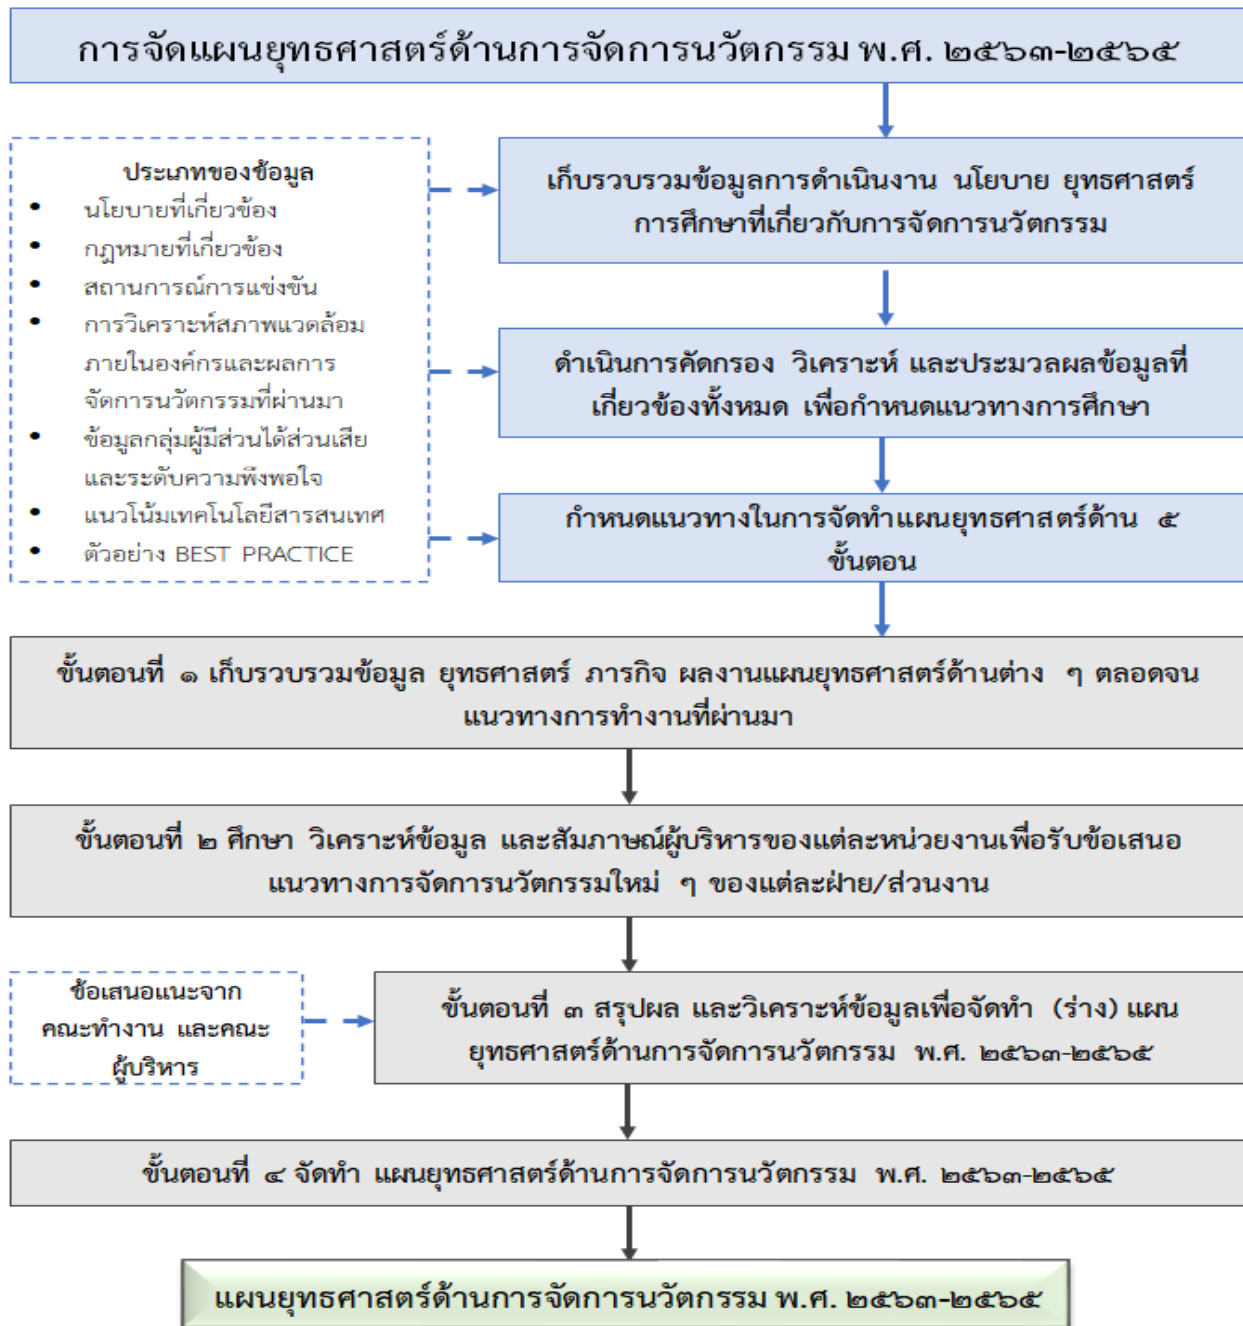 การจัดแผนยุทธศาสตร์ด้านการจัดการนวัตกรรม พ.ศ. ๒๕๖๓-๒๕๖๕
ประเภทของข้อมูล
• นโยบายที่เกี่ยวข้อง
• กฎหมายที่เกี่ยวข้อง
• สถานการณ์การแข่งขัน
• การวิเคราะห์สภาพแวดล้อม
ภายในองค์กรและผลการ
จัดการนวัตกรรมที่ผ่านมา
• ข้อมูลกลุ่มผู้มีส่วนได้ส่วนเสีย
และระดับความพึงพอใจ
• แนวโน้มเทคโนโลยีสารสนเทศ
• ตัวอย่าง BEST PRACTICE
เก็บรวบรวมข้อมูลการดำเนินงาน นโยบาย ยุทธศาสตร์
การศึกษาที่เกี่ยวกับการจัดการนวัตกรรม
ดำเนินการคัดกรอง วิเคราะห์ และประมวลผลข้อมูลที่
เกี่ยวข้องทั้งหมด เพื่อกำหนดแนวทางการศึกษา
กำหนดแนวทางในการจัดทำแผนยุทธศาสตร์ด้าน ๕
ขั้นตอน
ขั้นตอนที่ ๑ เก็บรวบรวมข้อมูล ยุทธศาสตร์ ภารกิจ ผลงานแผนยุทธศาสตร์ด้านต่าง ๆ ตลอดจน
แนวทางการทำงานที่ผ่านมา
ขั้นตอนที่ ๒ ศึกษา วิเคราะห์ข้อมูล และสัมภาษณ์ผู้บริหารของแต่ละหน่วยงานเพื่อรับข้อเสนอ
แนวทางการจัดการนวัตกรรมใหม่ ๆ ของแต่ละฝ่าย/ส่วนงาน
ข้อเสนอแนะจาก
คณะทำงาน และคณะ
ผู้บริหาร
ขั้นตอนที่ ๓ สรุปผล และวิเคราะห์ข้อมูลเพื่อจัดทำ (ร่าง) แผน
ยุทธศาสตร์ด้านการจัดการนวัตกรรม พ.ศ. ๒๕๖๓-๒๕๖๕
ขั้นตอนที่ ๔ จัดทำ แผนยุทธศาสตร์ด้านการจัดการนวัตกรรม พ.ศ. ๒๕๖๓-๒๕๖๕
แผนยุทธศาสตร์ด้านการจัดการนวัตกรรม พ.ศ. ๒๕๖๓-๒๕๖๕